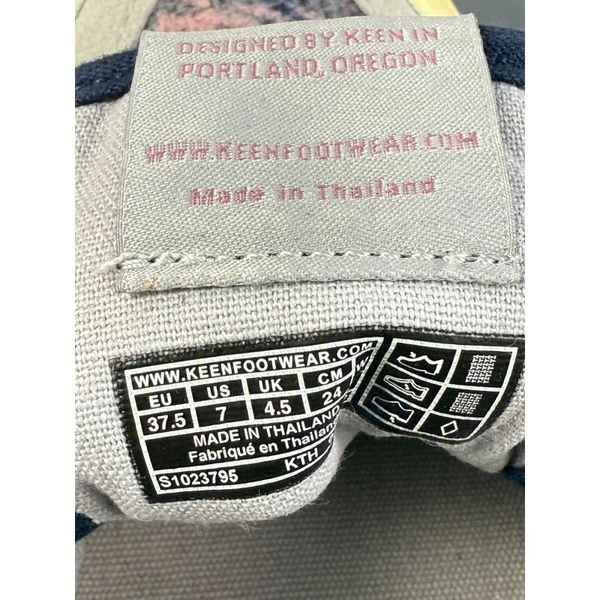 DESIGNED BY KEEN IN
PORTLAND, OREGON
WWW.KEENFOOTWEAR.COM
Made in Thailand
WWW.KEENFOOTWEAR.COM
EU US UK CM
37.5 7 4.5 24
MADE IN THAILAND
Fabriqué en Thaïlande
S1023795 KTH